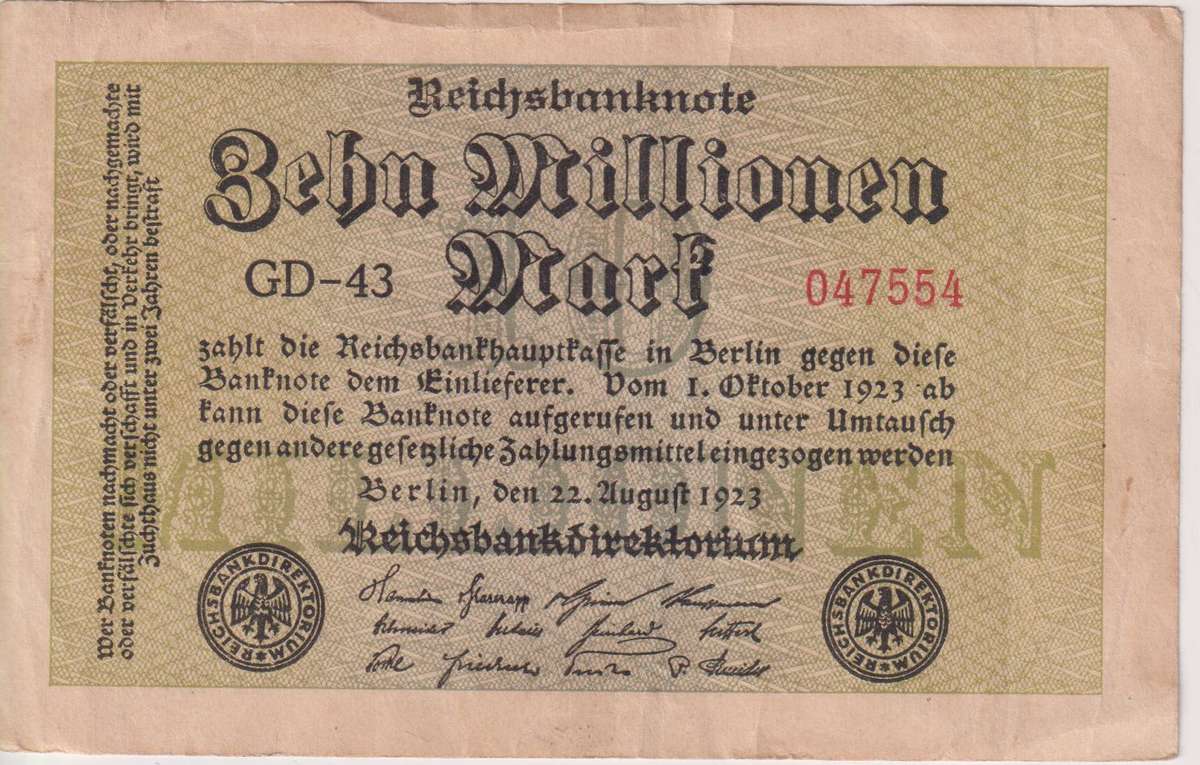 Reichsbanknote
Zehn Millionen
Mark
GD-43
047554
zahlt die Reichsbankhauptkasse in Berlin gegen diese
Banknote dem Einlieferer. Vom 1. Oktober 1923 ab
kann diese Banknote aufgerufen und unter Umtausch
gegen andere gesetzliche Zahlungsmittel eingezogen werden
Berlin, den 22. August 1923
Reichsbankdirektorium
REICHSBANKDIREKTORIUM
REICHSBANKDIREKTORIUM
Wer Banknoten nachmacht oder verfälscht, oder nachgemachte
oder verfälschte sich verschafft und in Verkehr bringt, wird mit
Zuchthaus nicht unter zwei Jahren bestraft
10